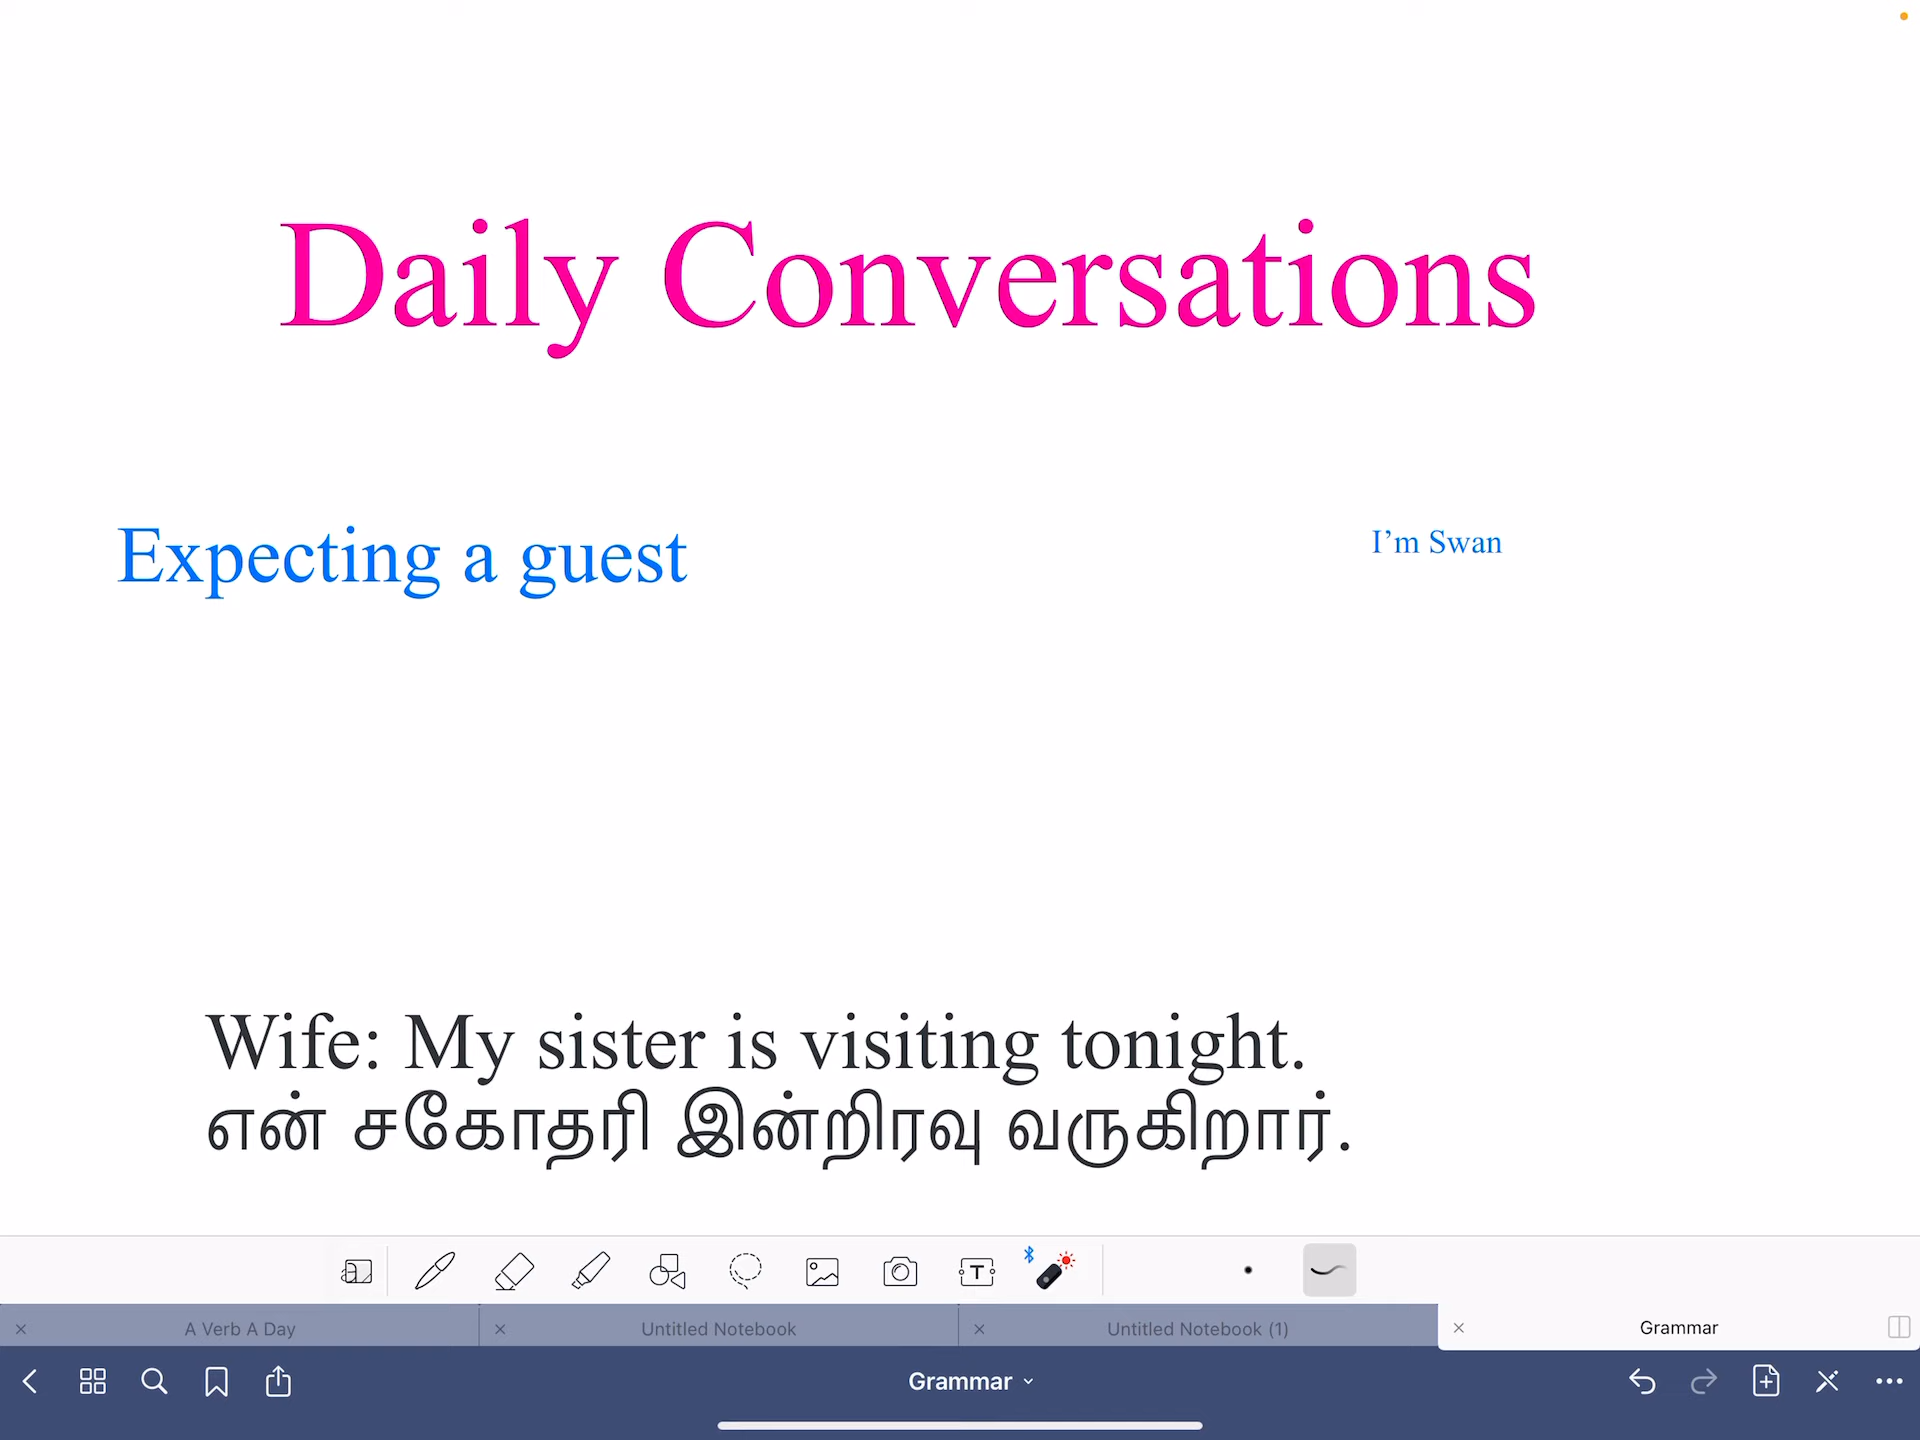 Daily Conversations
Expecting a guest
I'm Swan
Wife: My sister is visiting tonight.
என் சகோதரி இன்றிரவு வருகிறார்.
A Verb A Day
Untitled Notebook
Untitled Notebook (1)
Grammar
Grammar